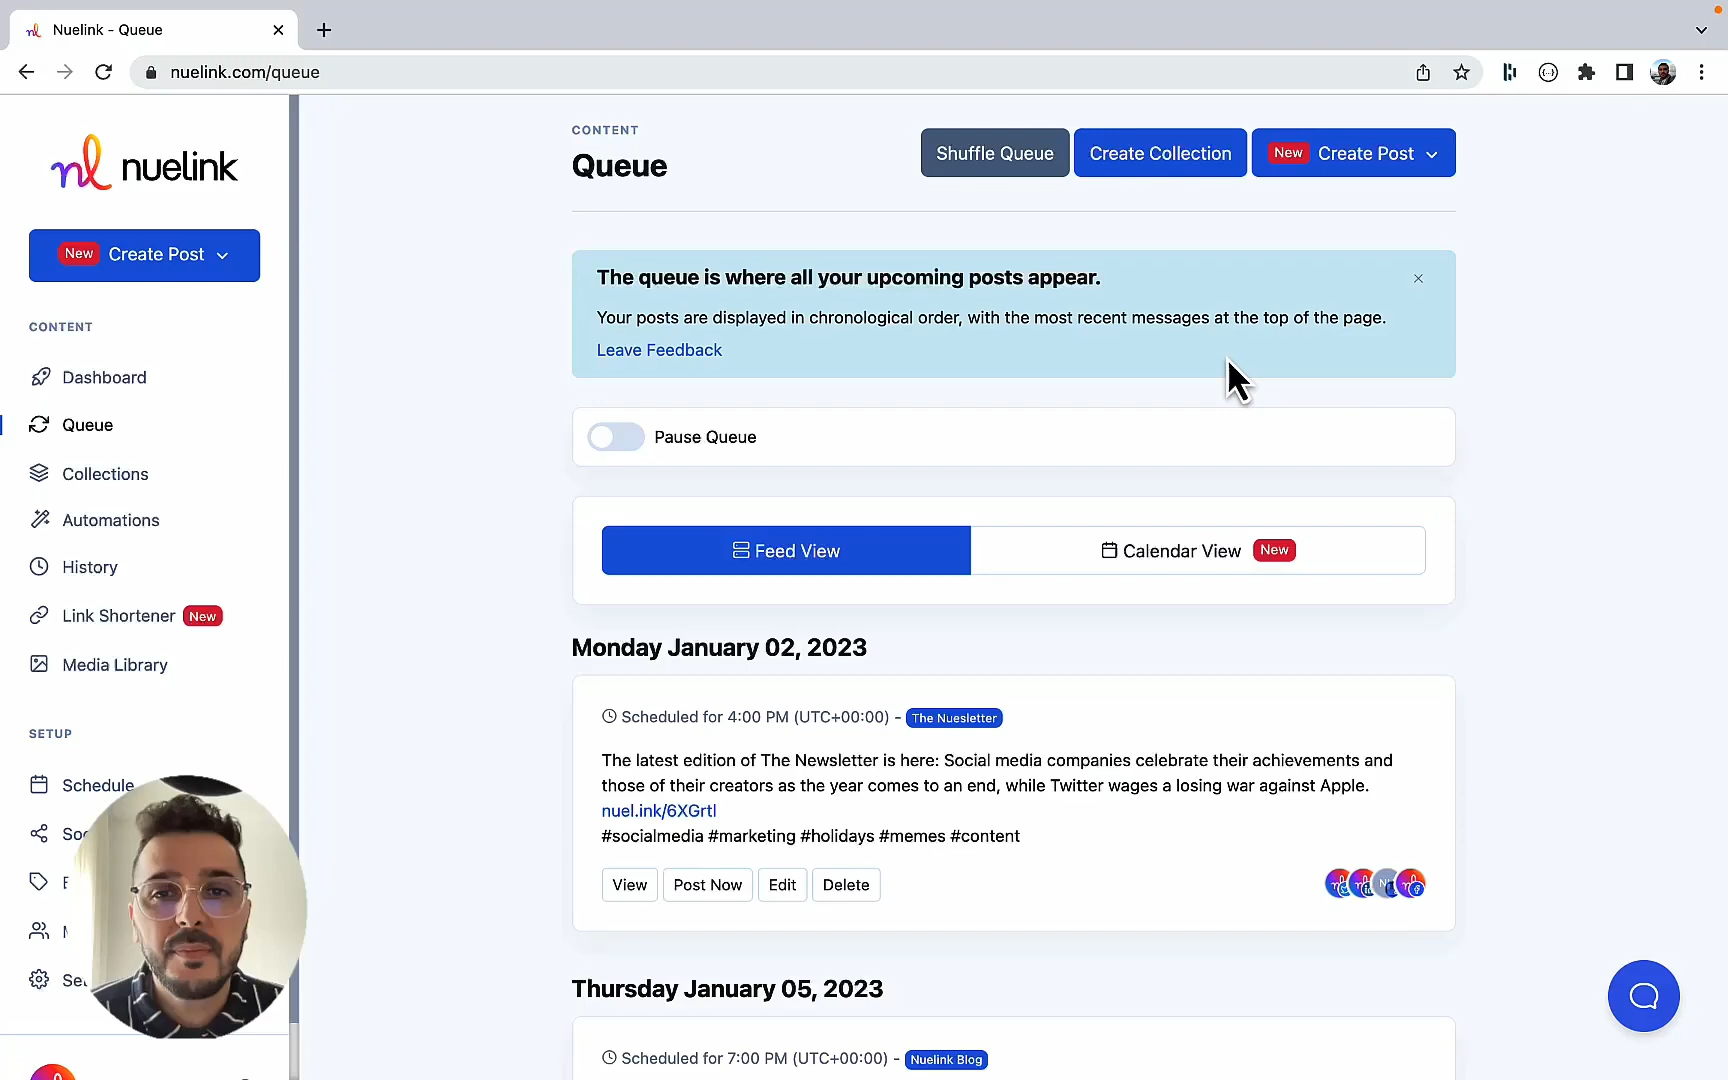 Nuelink - Queue
nuelink.com/queue
nuelink
New Create Post
CONTENT
Dashboard
Queue
Collections
Automations
History
Link Shortener New
Media Library
SETUP
Schedule
CONTENT
Queue
Shuffle Queue
Create Collection
New Create Post
The queue is where all your upcoming posts appear.
Your posts are displayed in chronological order, with the most recent messages at the top of the page.
Leave Feedback
Pause Queue
Feed View
Calendar View New
Monday January 02, 2023
Scheduled for 4:00 PM (UTC+00:00) - The Nuesletter
The latest edition of The Newsletter is here: Social media companies celebrate their achievements and
those of their creators as the year comes to an end, while Twitter wages a losing war against Apple.
nuel.ink/6XGrtI
#socialmedia #marketing #holidays #memes #content
View
Post Now
Edit
Delete
Thursday January 05, 2023
Scheduled for 7:00 PM (UTC+00:00) - Nuelink Blog